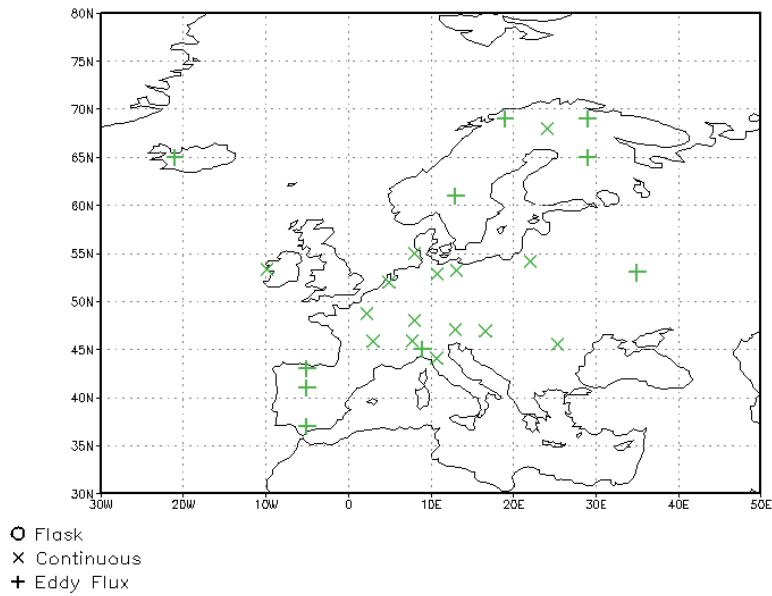 80N
75N
70N
65N
60N
55N
50N
45N
40N
35N
30N
30W 20W 10W 0 10E 20E 30E 40E 50E
Flask
Continuous
Eddy Flux